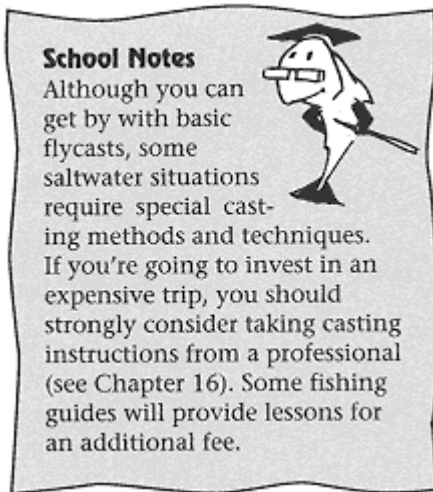 School Notes
Although you can
get by with basic
flycasts, some
saltwater situations
require special cast-
ing methods and techniques.
If you're going to invest in an
expensive trip, you should
strongly consider taking casting
instructions from a professional
(see Chapter 16). Some fishing
guides will provide lessons for
an additional fee.